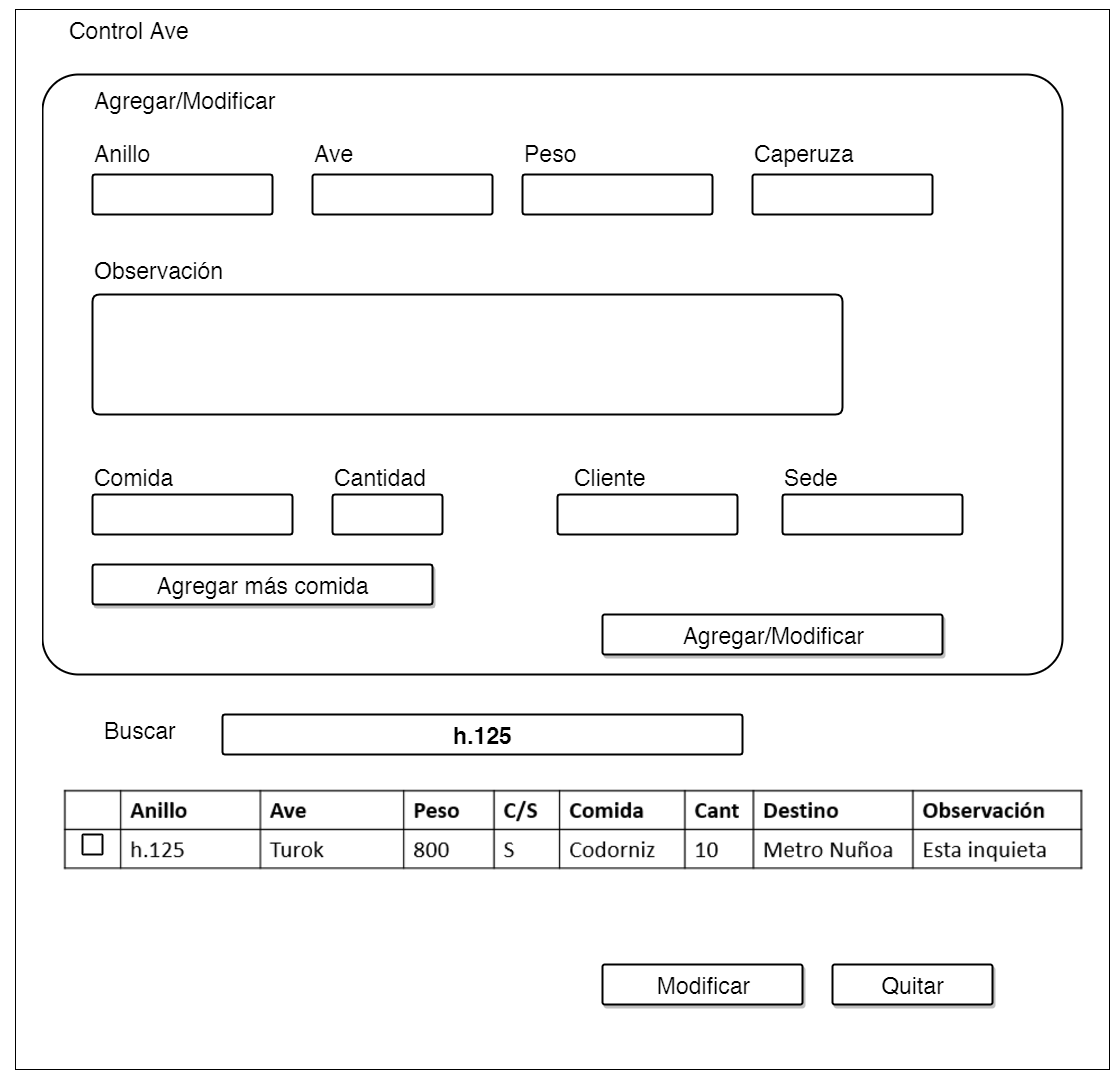 Control Ave
Agregar/Modificar
Anillo Ave Peso Caperuza
Observación
Comida Cantidad Cliente Sede
Agregar más comida
Agregar/Modificar
Buscar h.125
Anillo Ave Peso C/S Comida Cant Destino Observación
h.125 Turok 800 S Codorniz 10 Metro Nuñoa Esta inquieta
Modificar Quitar